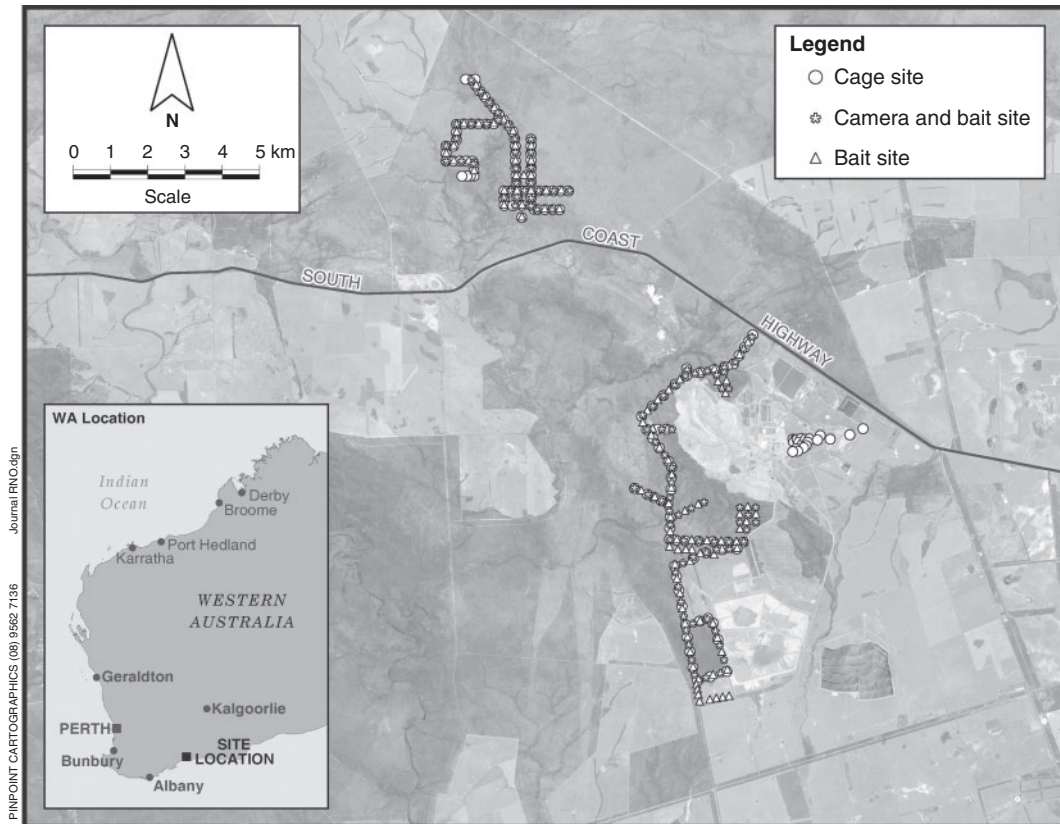 N
0 1 2 3 4 5 km
Scale
Legend
Cage site
Camera and bait site
Bait site
SOUTH
COAST
HIGHWAY
WA Location
Indian
Ocean
Derby
Broome
Port Hedland
Karratha
WESTERN
AUSTRALIA
Geraldton
Kalgoorlie
PERTH
Bunbury
SITE
LOCATION
Albany
PINPOINT CARTOGRAPHICS (08) 9562 7136 Journal RNO.dgn